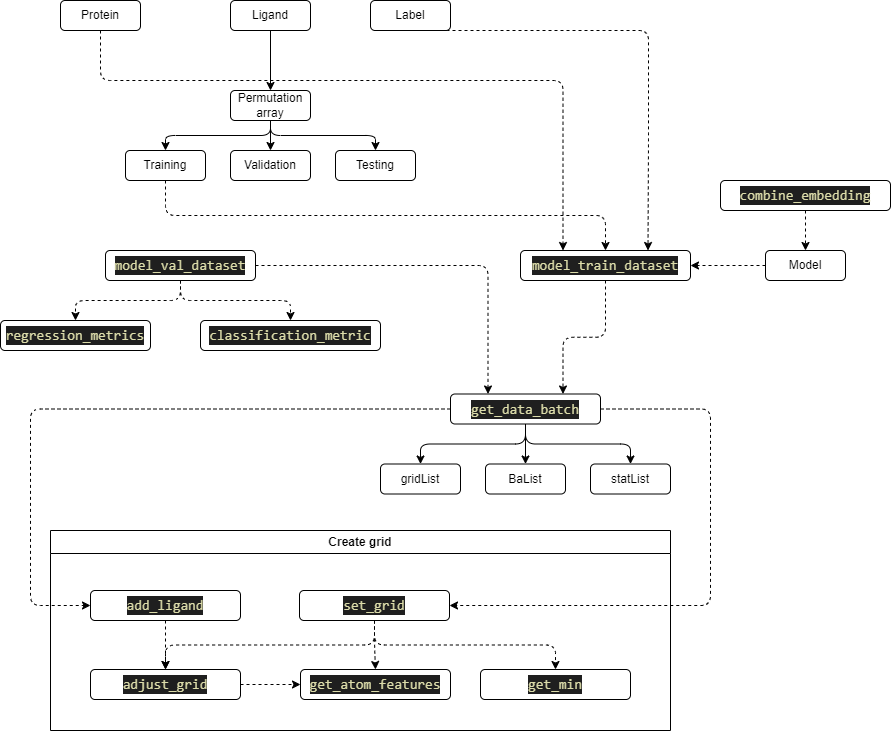 Protein
Ligand
Label
Permutation
array
Training
Validation
Testing
combine_embedding
model_val_dataset
model_train_dataset
Model
regression_metrics
classification_metric
get_data_batch
gridList
BaList
statList
Create grid
add_ligand
set_grid
adjust_grid
get_atom_features
get_min